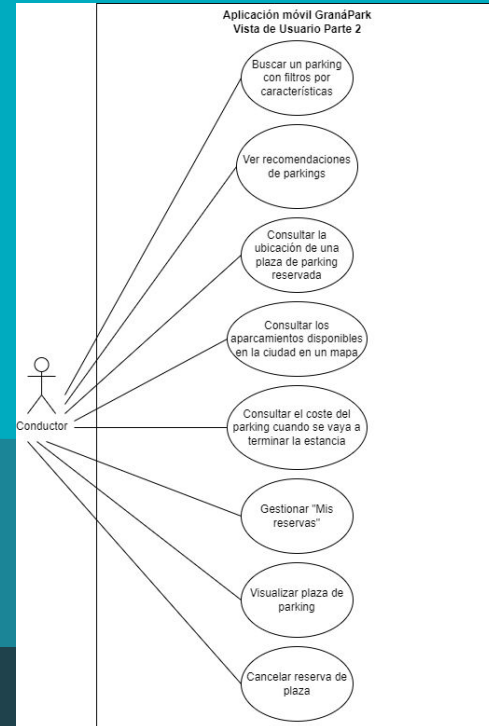 Aplicación móvil GranáPark
Vista de Usuario Parte 2
Buscar un parking
con filtros por
características
Ver recomendaciones
de parkings
Consultar la
ubicación de una
plaza de parking
reservada
Consultar los
aparcamientos disponibles
en la ciudad en un mapa
Conductor
Consultar el coste del
parking cuando se vaya a
terminar la estancia
Gestionar "Mis
reservas"
Visualizar plaza de
parking
Cancelar reserva de
plaza